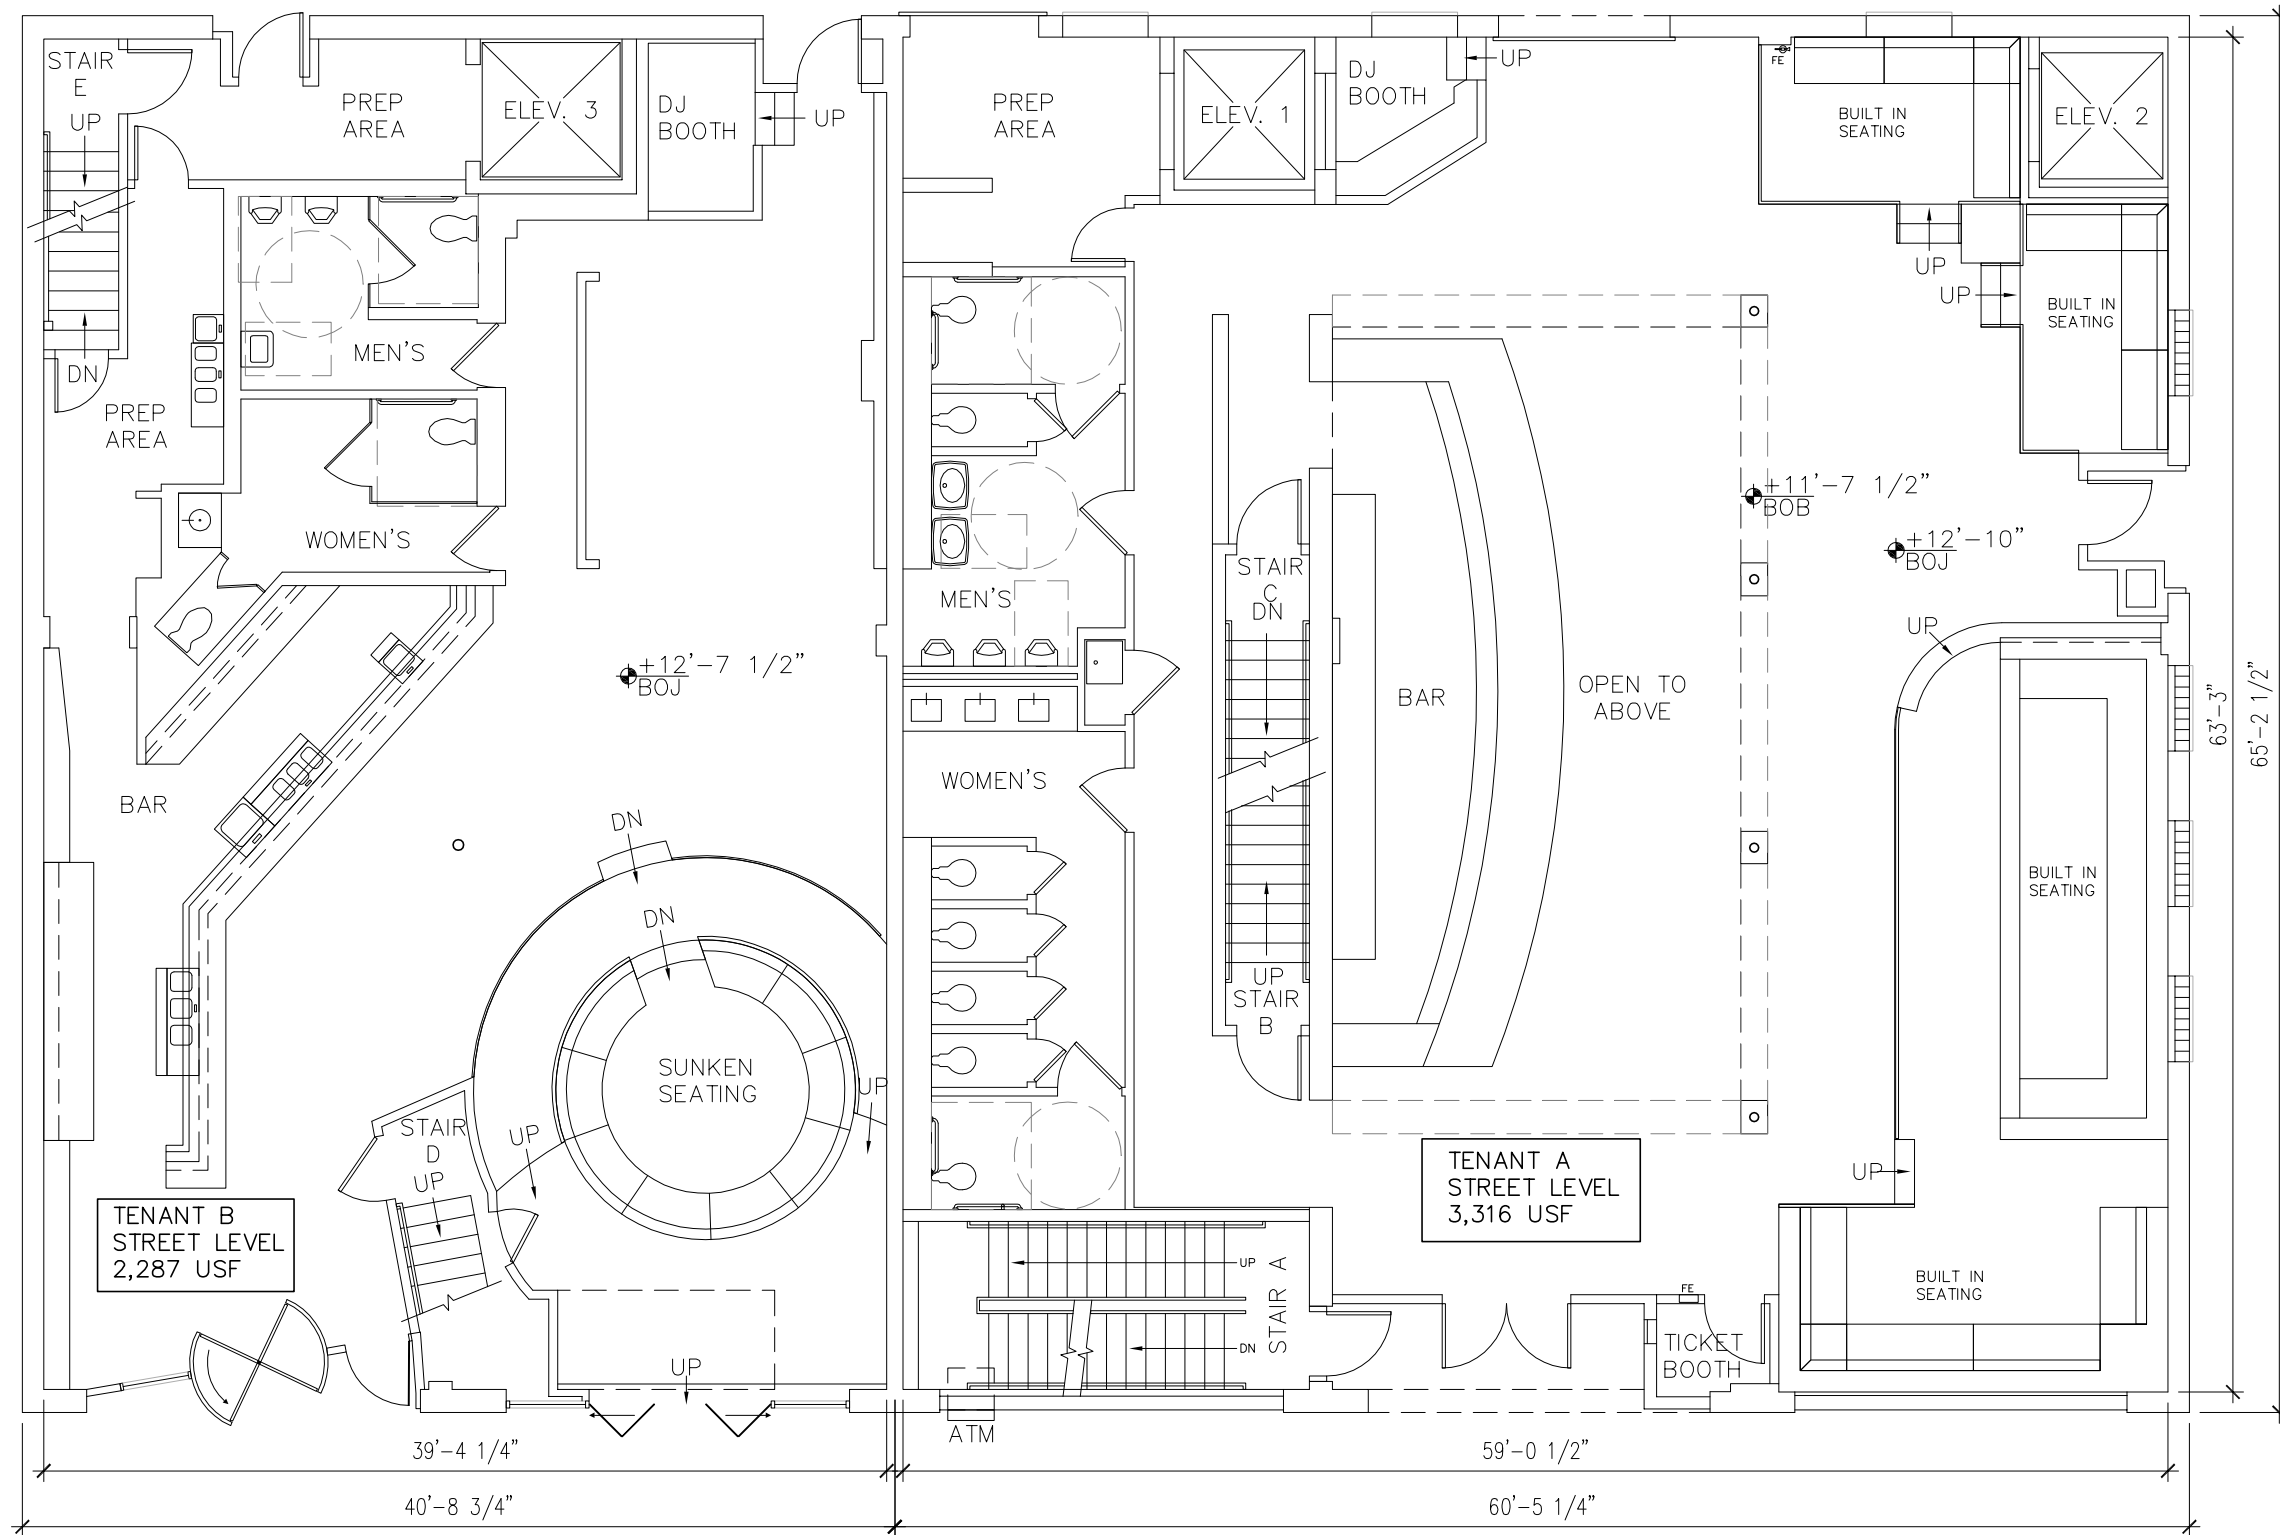 STAIR
E
UP
DN
PREP
AREA
ELEV. 3
DJ
BOOTH
UP
PREP
AREA
ELEV. 1
DJ
BOOTH
UP
FE
BUILT IN
SEATING
ELEV. 2
UP
UP
BUILT IN
SEATING
MEN'S
PREP
AREA
WOMEN'S
+12'-7 1/2"
BOJ
BAR
DN
DN
SUNKEN
SEATING
UP
UP
STAIR
D
UP
TENANT B
STREET LEVEL
2,287 USF
UP
MEN'S
WOMEN'S
STAIR
C
DN
UP
STAIR
B
BAR
OPEN TO
ABOVE
+11'-7 1/2"
BOB
+12'-10"
BOJ
UP
BUILT IN
SEATING
UP
TENANT A
STREET LEVEL
3,316 USF
BUILT IN
SEATING
UP
DN
STAIR A
FE
TICKET
BOOTH
ATM
63'-3"
65'-2 1/2"
39'-4 1/4"
59'-0 1/2"
40'-8 3/4"
60'-5 1/4"